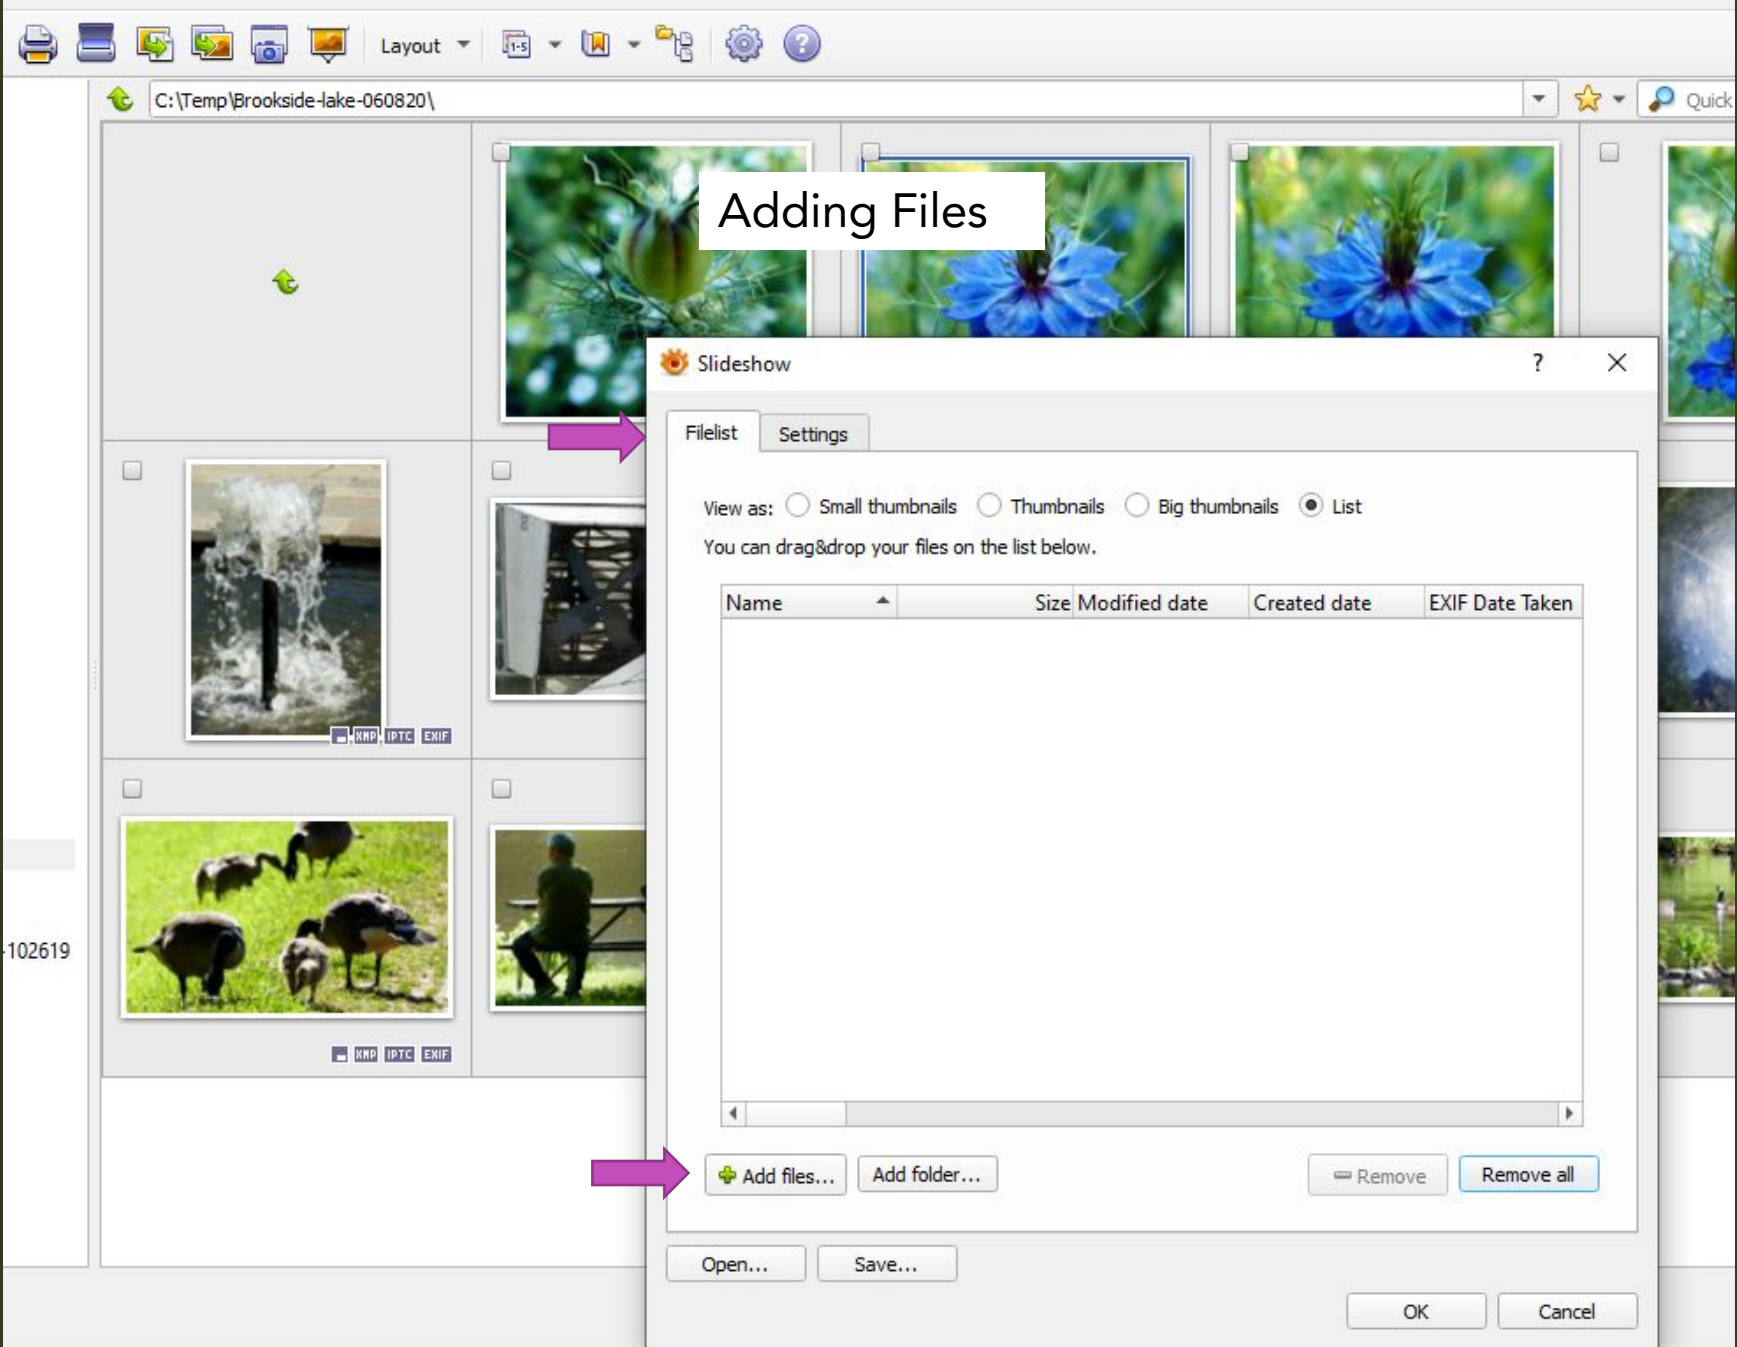 Layout
1-5
C:\Temp\Brookside-lake-060820\
Quick
Adding Files
Slideshow
?
Filelist
Settings
View as:
Small thumbnails
Thumbnails
Big thumbnails
List
You can drag&drop your files on the list below.
Name
Size
Modified date
Created date
EXIF Date Taken
XMP IPTC EXIF
-102619
XMP IPTC EXIF
Add files...
Add folder...
Remove
Remove all
Open...
Save...
OK
Cancel